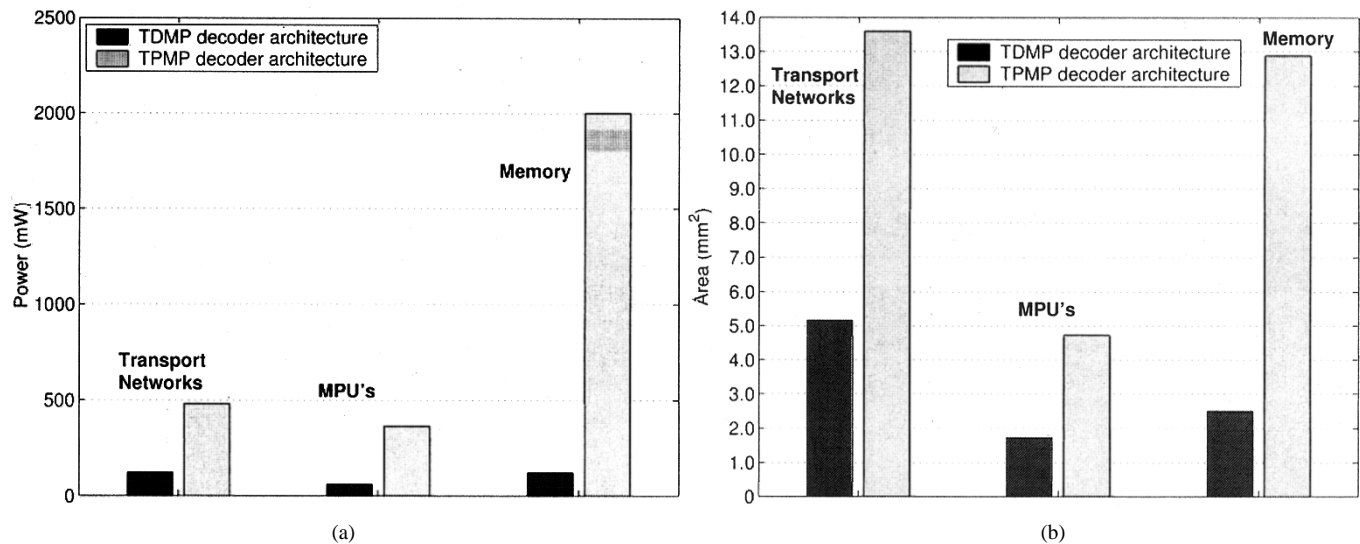 2500
TDMP decoder architecture
TPMP decoder architecture
2000
Memory
1500
Power (mW)
1000
Transport
Networks
MPU's
500
0
(a)
14.0
13.0
TDMP decoder architecture
TPMP decoder architecture
Memory
Transport
Networks
12.0
11.0
10.0
9.0
8.0
7.0
Area (mm²)
6.0
MPU's
5.0
4.0
3.0
2.0
1.0
0
(b)